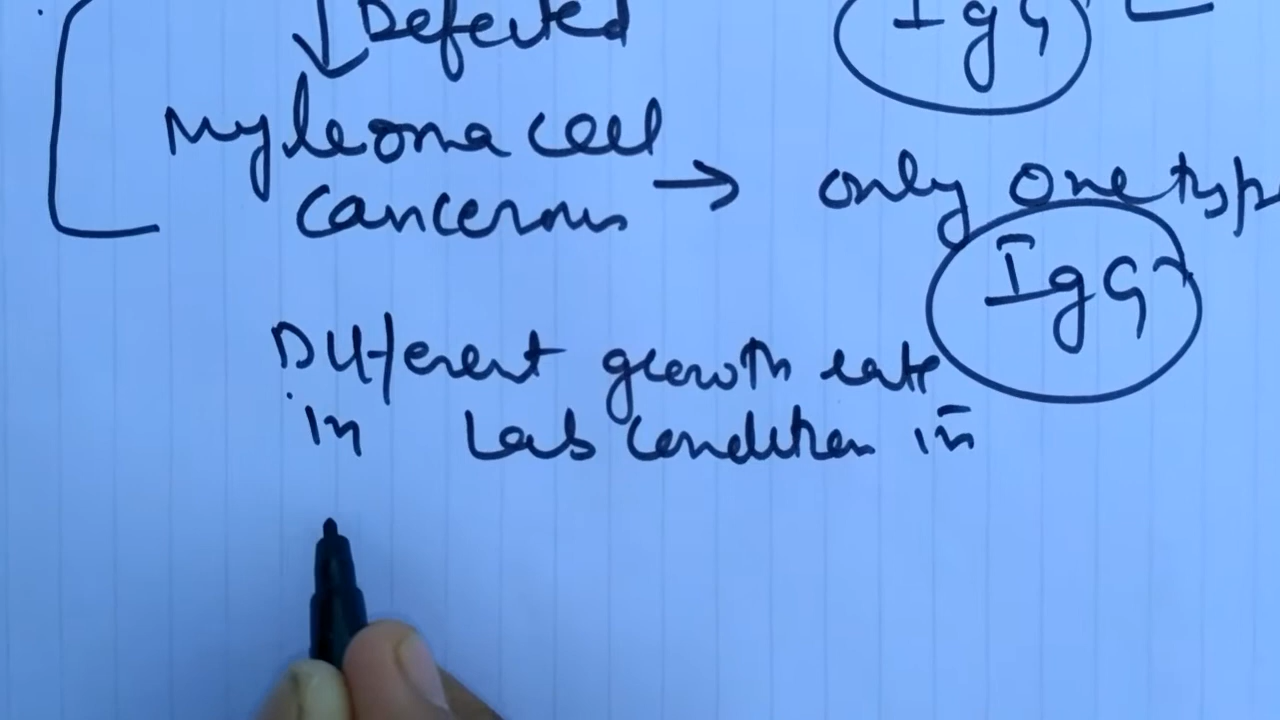 Defected
IgG
Myleoma cell
cancerous → only one type
IgG
Different growth rate
in Lab condition in